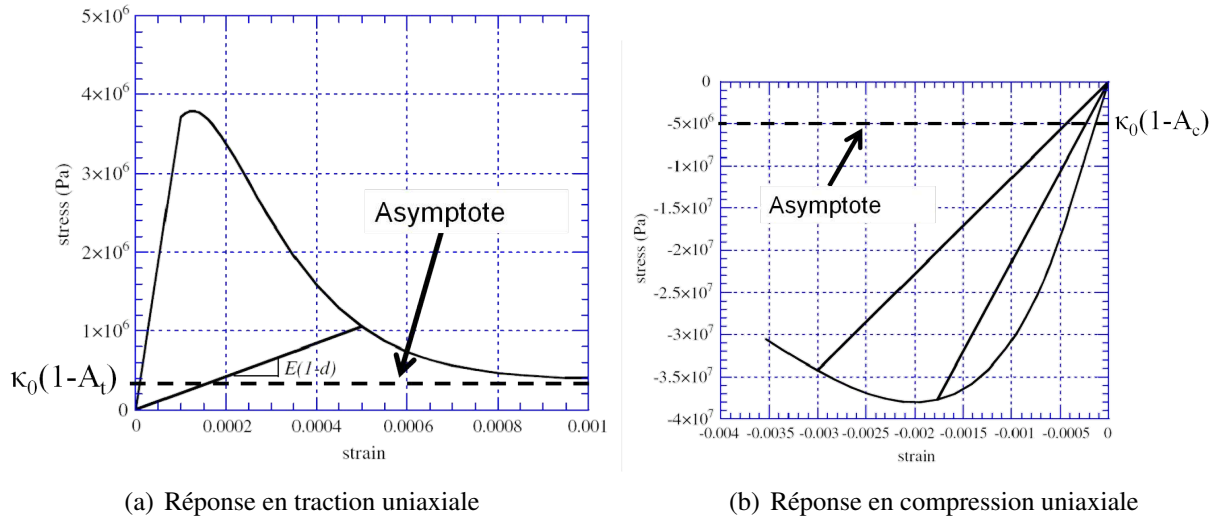 5×10⁶
4×10⁶
3×10⁶
2×10⁶
1×10⁶
0
stress (Pa)
κ₀(1-Aₜ)
Asymptote
E(1-d)
0 0.0002 0.0004 0.0006 0.0008 0.001
strain
(a) Réponse en traction uniaxiale
0
-5×10⁶
-1×10⁷
-1.5×10⁷
-2×10⁷
-2.5×10⁷
-3×10⁷
-3.5×10⁷
-4×10⁷
stress (Pa)
κ₀(1-A_c)
Asymptote
-0.004 -0.0035 -0.003 -0.0025 -0.002 -0.0015 -0.001 -0.0005 0
strain
(b) Réponse en compression uniaxiale